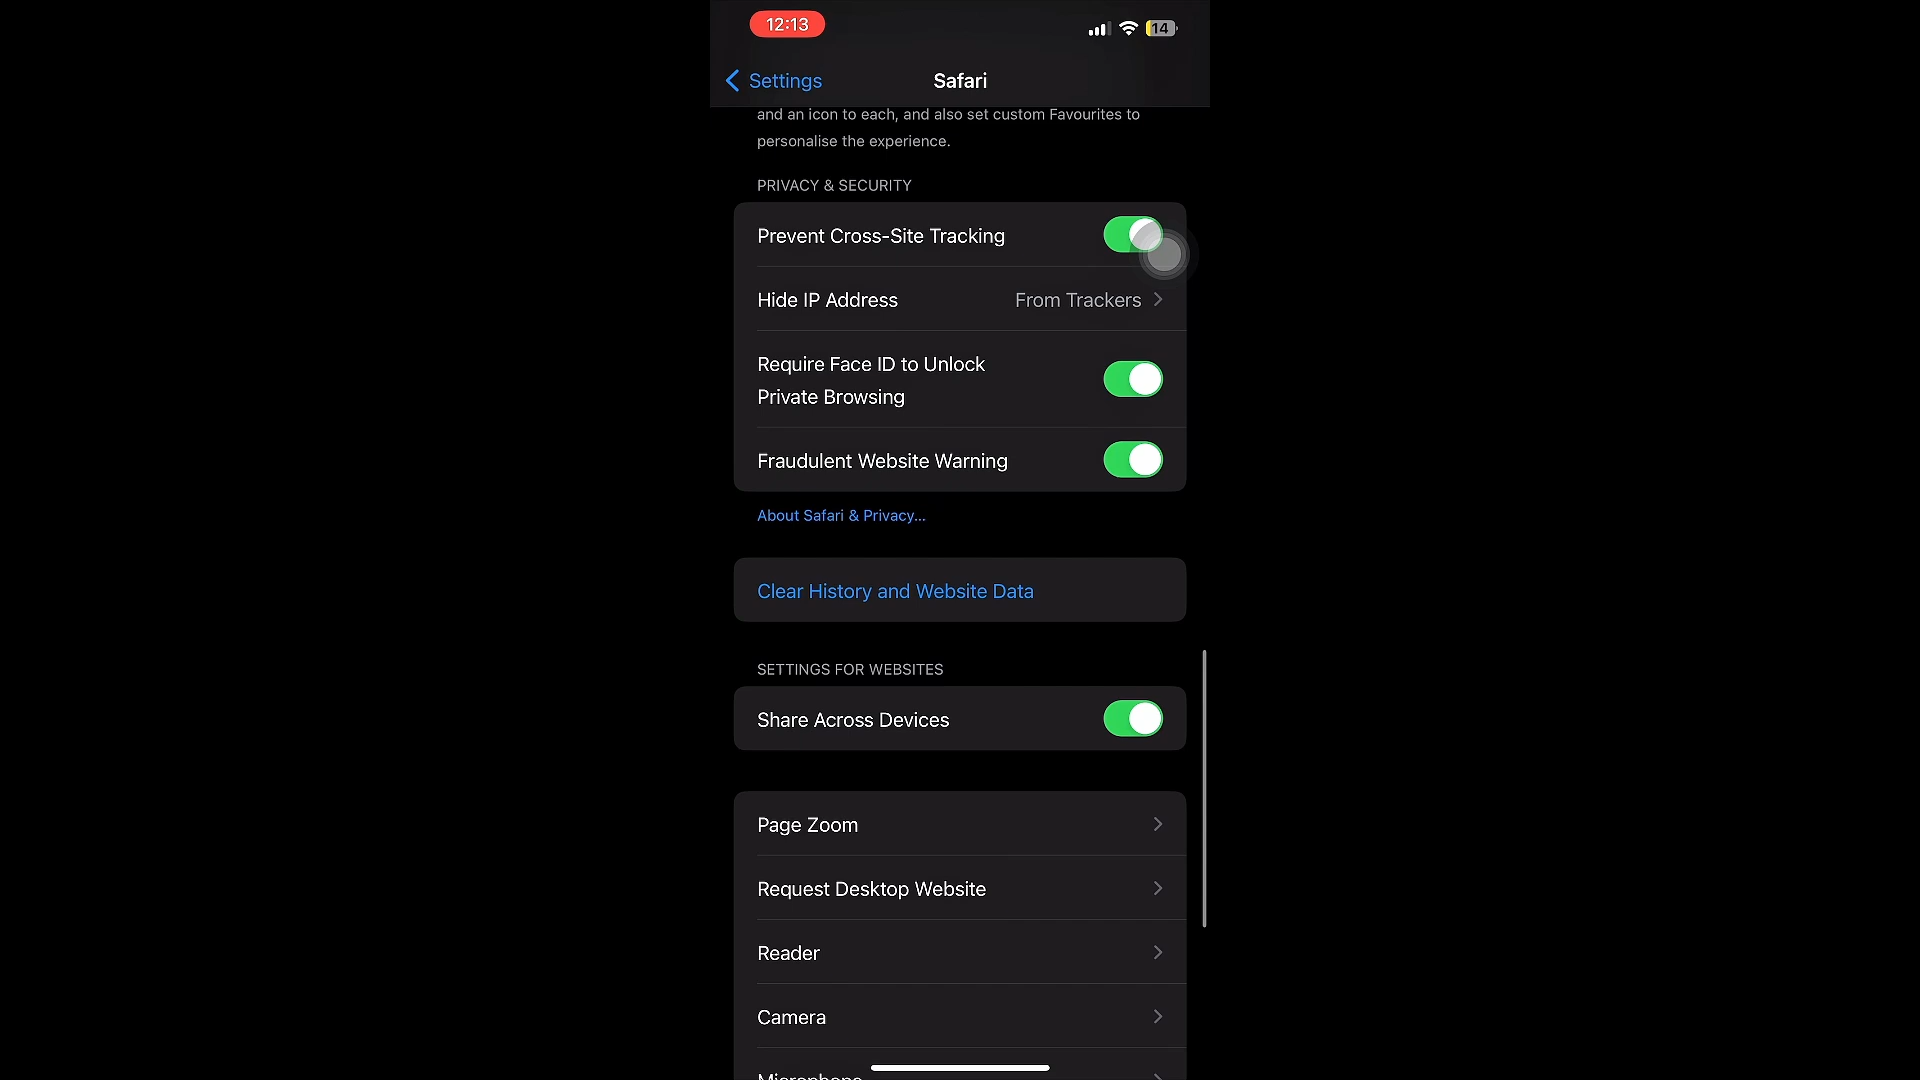 12:13
14
Settings
Safari
and an icon to each, and also set custom Favourites to
personalise the experience.
PRIVACY & SECURITY
Prevent Cross-Site Tracking
Hide IP Address
From Trackers
Require Face ID to Unlock
Private Browsing
Fraudulent Website Warning
About Safari & Privacy...
Clear History and Website Data
SETTINGS FOR WEBSITES
Share Across Devices
Page Zoom
Request Desktop Website
Reader
Camera
Microphone